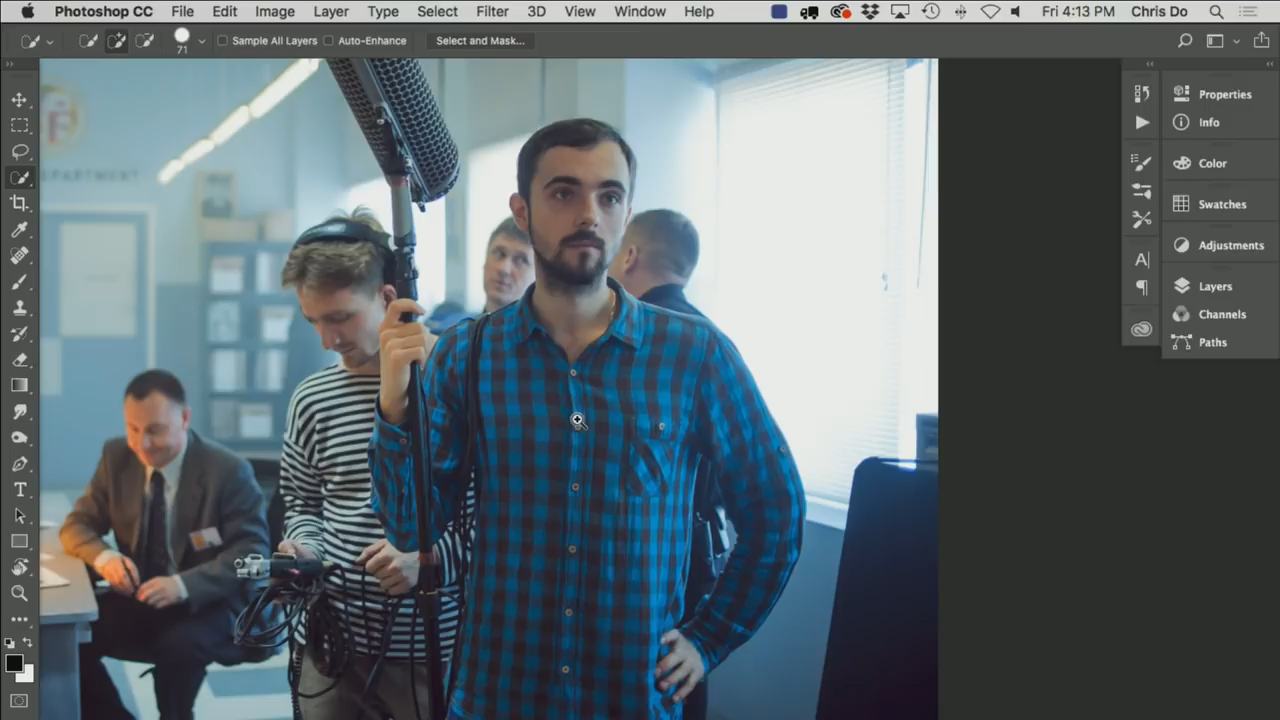 Photoshop CC File Edit Image Layer Type Select Filter 3D View Window Help Fri 4:13 PM Chris Do
71 Sample All Layers Auto-Enhance Select and Mask...
Properties
Info
Color
Swatches
Adjustments
Layers
Channels
Paths